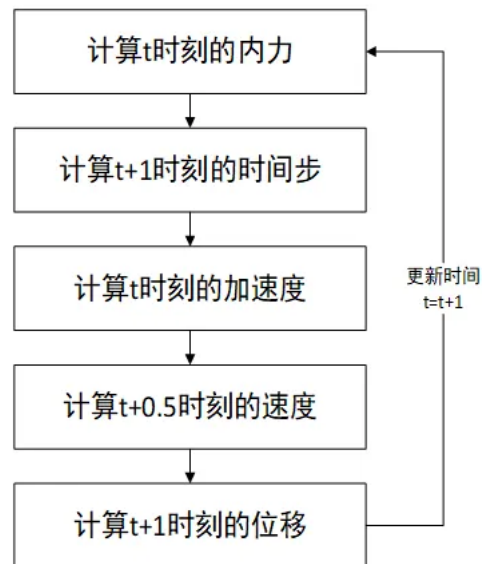 计算t时刻的内力
计算t+1时刻的时间步
计算t时刻的加速度
更新时间
t=t+1
计算t+0.5时刻的速度
计算t+1时刻的位移